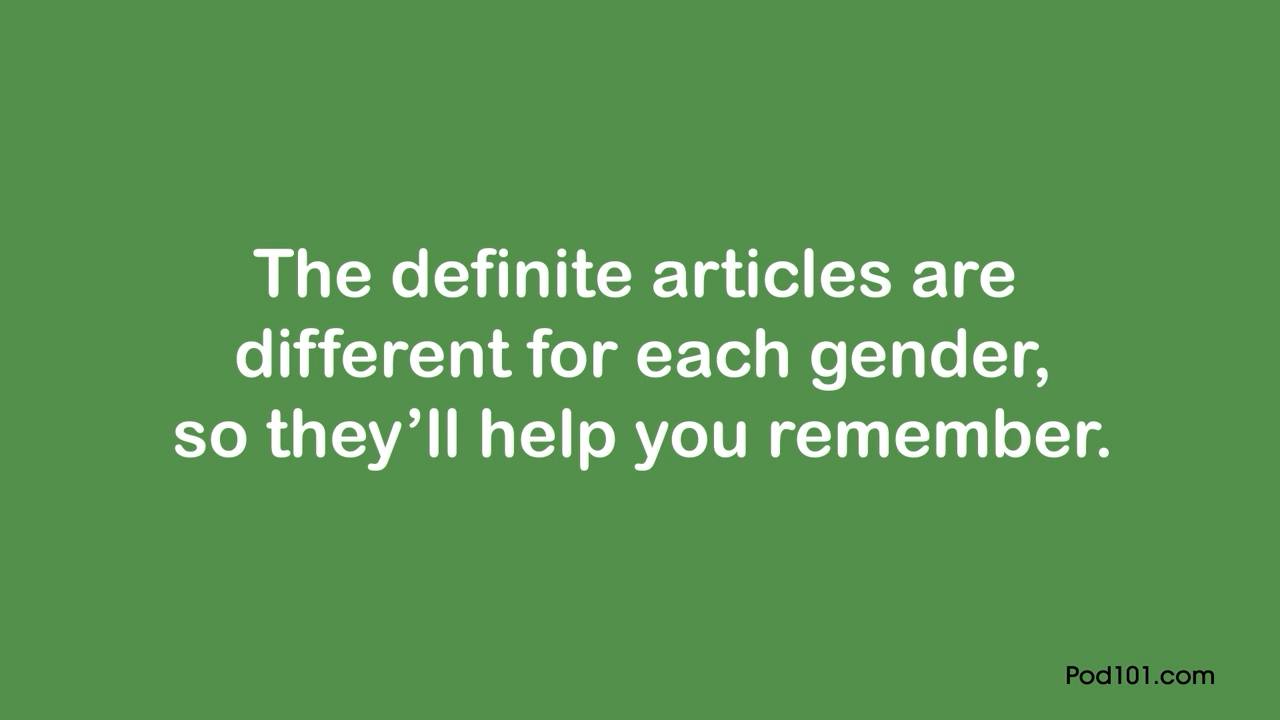 The definite articles are
different for each gender,
so they’ll help you remember.
Pod101.com